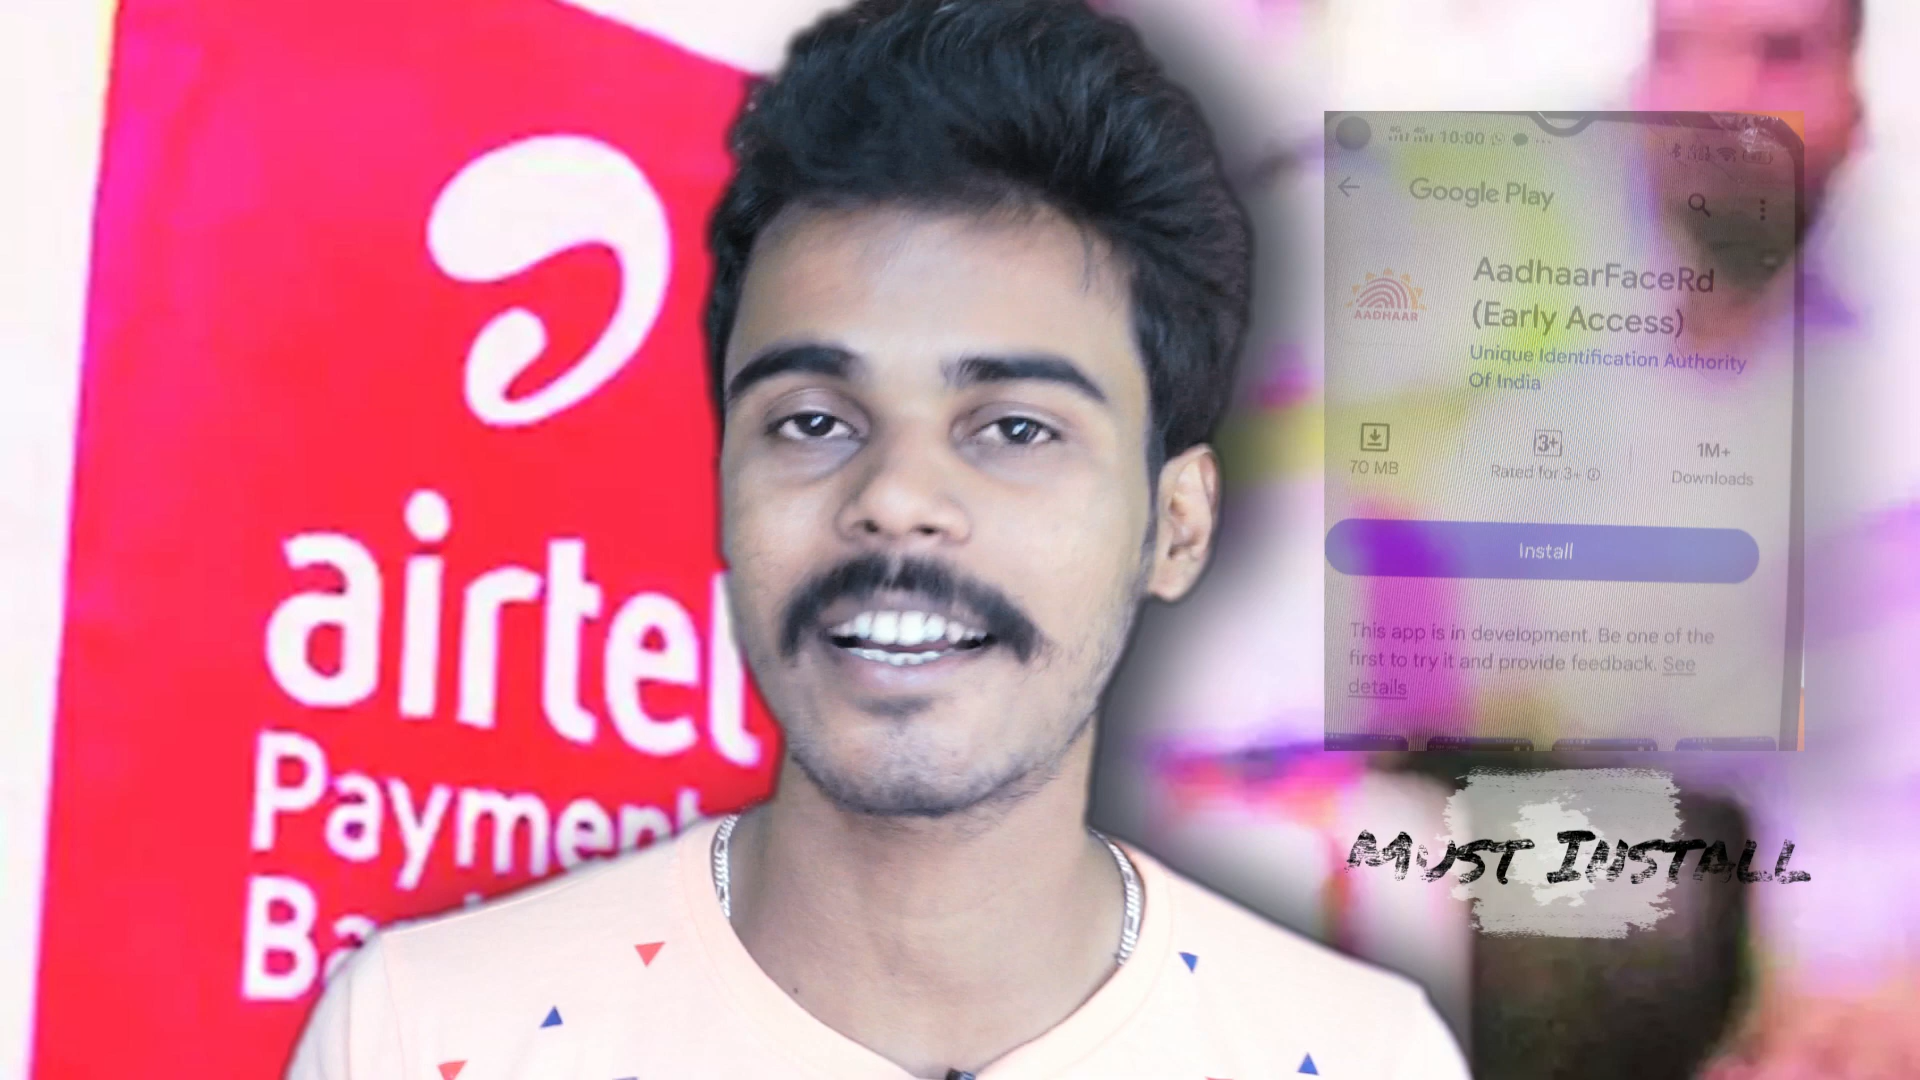 airtel
Payment
Ba
10:00
Google Play
AadhaarFaceRd
(Early Access)
Unique Identification Authority
Of India
AADHAAR
3+
1M+
70 MB
Rated for 3+
Downloads
Install
This app is in development. Be one of the
first to try it and provide feedback. See
details
MUST INSTALL